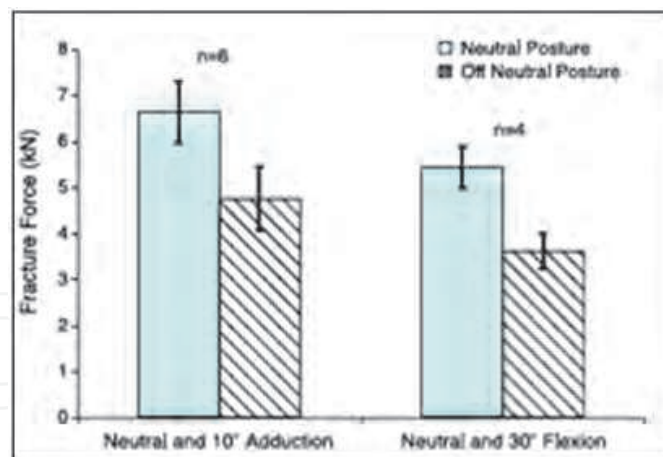 8
7
6
5
4
3
2
1
0
Fracture Force (kN)
n=6
n=4
Neutral Posture
Off Neutral Posture
Neutral and 10° Adduction
Neutral and 30° Flexion